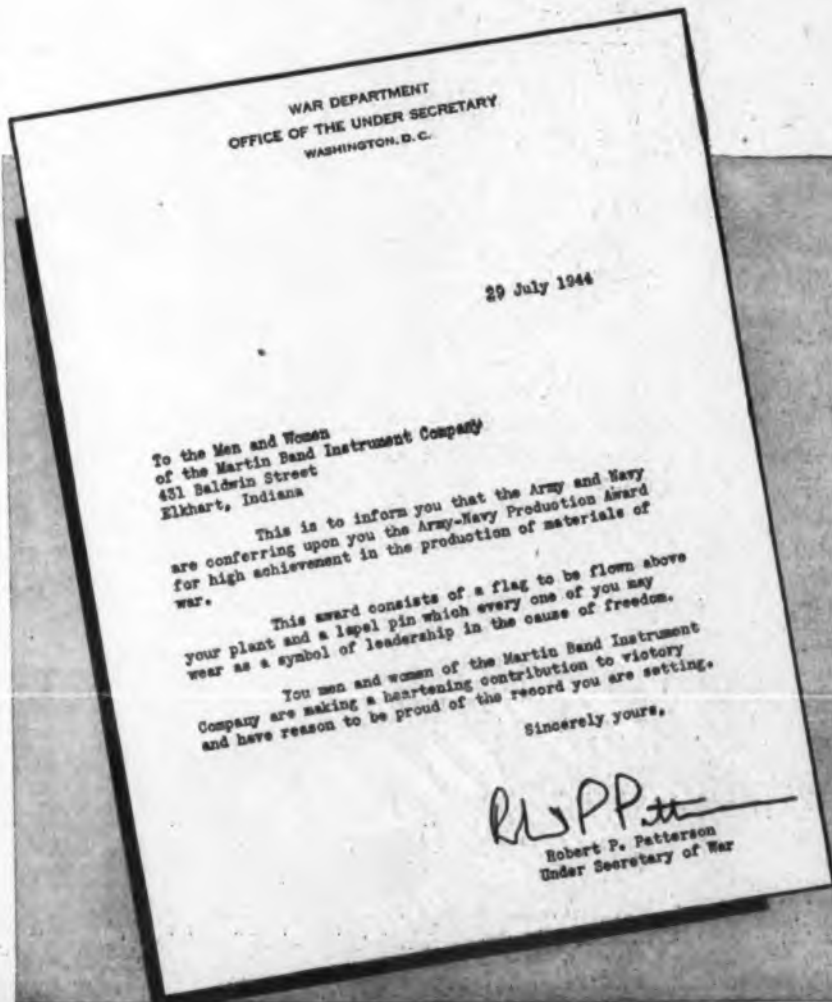 WAR DEPARTMENT
OFFICE OF THE UNDER SECRETARY
WASHINGTON, D. C.
29 July 1944
To the Men and Women
of the Martin Band Instrument Company
431 Baldwin Street
Elkhart, Indiana
This is to inform you that the Army and Navy
are conferring upon you the Army-Navy Production Award
for high achievement in the production of materials of
war.
This award consists of a flag to be flown above
your plant and a lapel pin which every one of you may
wear as a symbol of leadership in the cause of freedom.
You men and women of the Martin Band Instrument
Company are making a heartening contribution to victory
and have reason to be proud of the record you are setting.
Sincerely yours,
Robt P Patterson
Robert P. Patterson
Under Secretary of War